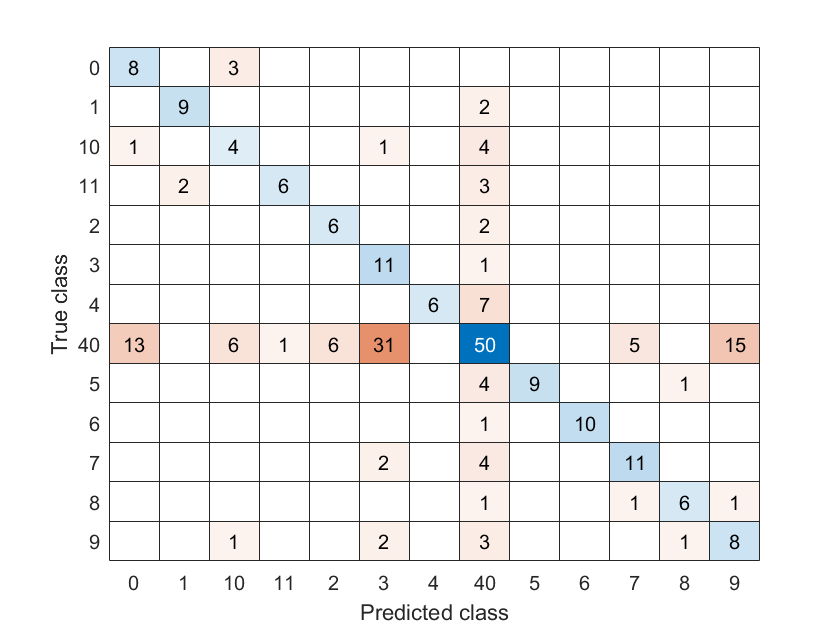 0 8 3
1 9 2
10 1 4 1 4
11 2 6 3
2 6 2
3 11 1
4 6 7
40 13 6 1 6 31 50 5 15
5 4 9 1
6 1 10
7 2 4 11
8 1 1 6 1
9 1 2 3 1 8
0 1 10 11 2 3 4 40 5 6 7 8 9
Predicted class
True class